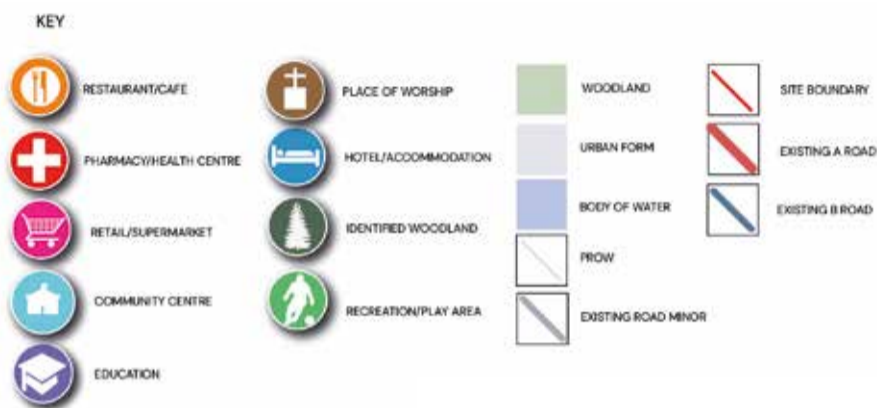 KEY
RESTAURANT/CAFE
PHARMACY/HEALTH CENTRE
RETAIL/SUPERMARKET
COMMUNITY CENTRE
EDUCATION
PLACE OF WORSHIP
HOTEL/ACCOMMODATION
IDENTIFIED WOODLAND
RECREATION/PLAY AREA
WOODLAND
URBAN FORM
BODY OF WATER
PROW
EXISTING ROAD MINOR
SITE BOUNDARY
EXISTING A ROAD
EXISTING B ROAD